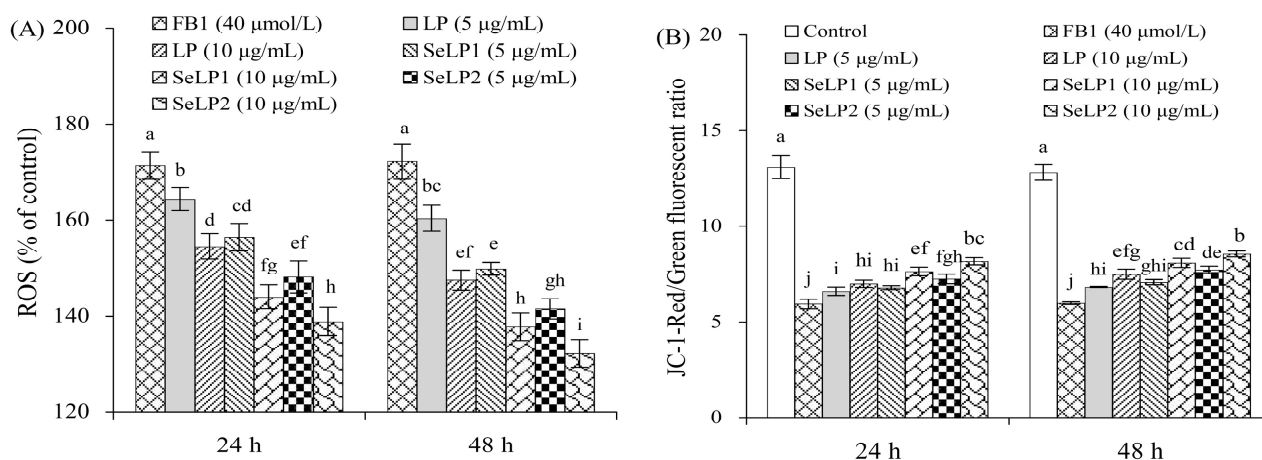 (A)
FB1 (40 μmol/L)
LP (5 μg/mL)
LP (10 μg/mL)
SeLP1 (5 μg/mL)
SeLP1 (10 μg/mL)
SeLP2 (5 μg/mL)
SeLP2 (10 μg/mL)
ROS (% of control)
200
180
160
140
120
a
b
d
cd
fg
ef
h
a
bc
ef
e
h
gh
i
24 h
48 h
(B)
Control
FB1 (40 μmol/L)
LP (5 μg/mL)
LP (10 μg/mL)
SeLP1 (5 μg/mL)
SeLP1 (10 μg/mL)
SeLP2 (5 μg/mL)
SeLP2 (10 μg/mL)
JC-1-Red/Green fluorescent ratio
20
15
10
5
0
a
j
i
hi
hi
ef
fgh
bc
a
j
hi
efg
ghi
cd
de
b
24 h
48 h